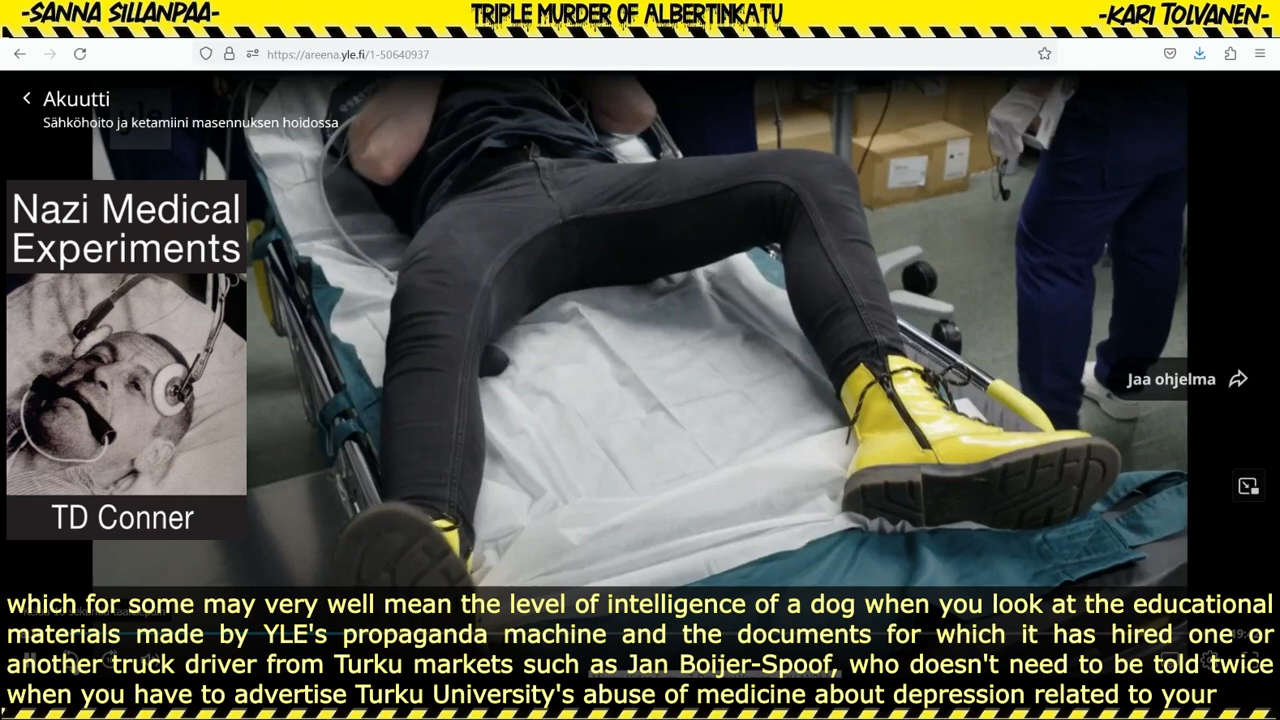 -SANNA SILLANPAA-
TRIPLE MURDER OF ALBERTINKATU
-KARI TOLVANEN-
https://areena.yle.fi/1-50640937
Akuutti
Sähköhoito ja ketamiini masennuksen hoidossa
Nazi Medical
Experiments
TD Conner
Jaa ohjelma
which for some may very well mean the level of intelligence of a dog when you look at the educational
materials made by YLE's propaganda machine and the documents for which it has hired one or
another truck driver from Turku markets such as Jan Boijer-Spoof, who doesn't need to be told twice
when you have to advertise Turku University's abuse of medicine about depression related to your